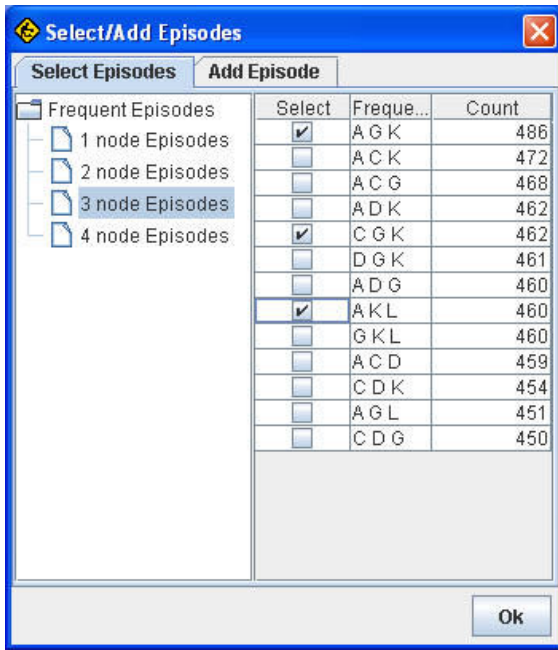 Select/Add Episodes
Select Episodes Add Episode
Frequent Episodes
1 node Episodes
2 node Episodes
3 node Episodes
4 node Episodes
Select Freque... Count
A G K 486
A C K 472
A C G 468
A D K 462
C G K 462
D G K 461
A D G 460
A K L 460
G K L 460
A C D 459
C D K 454
A G L 451
C D G 450
Ok